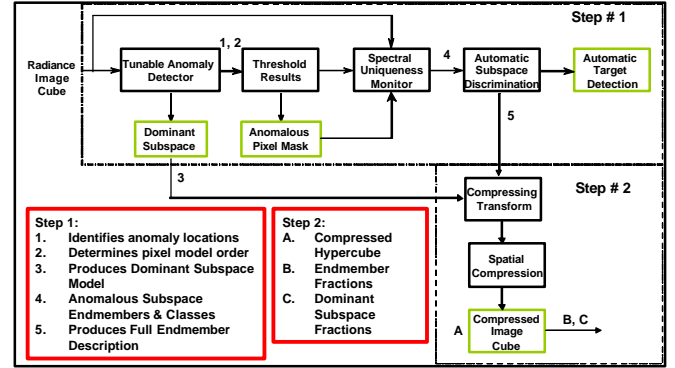 Step # 1
1, 2
Radiance
Image
Cube
Tunable Anomaly
Detector
Threshold
Results
Spectral
Uniqueness
Monitor
4
Automatic
Subspace
Discrimination
Automatic
Target
Detection
Dominant
Subspace
Anomalous
Pixel Mask
5
3
Step # 2
Compressing
Transform
Spatial
Compression
A
Compressed
Image
Cube
B, C
Step 1:
1. Identifies anomaly locations
2. Determines pixel model order
3. Produces Dominant Subspace
Model
4. Anomalous Subspace
Endmembers & Classes
5. Produces Full Endmember
Description
Step 2:
A. Compressed
Hypercube
B. Endmember
Fractions
C. Dominant
Subspace
Fractions